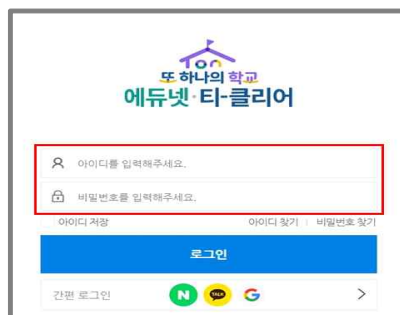 또 하나의 학교
에듀넷·티-클리어
아이디를 입력해주세요.
비밀번호를 입력해주세요.
아이디 저장
아이디 찾기 | 비밀번호 찾기
로그인
간편 로그인 N TALK G >